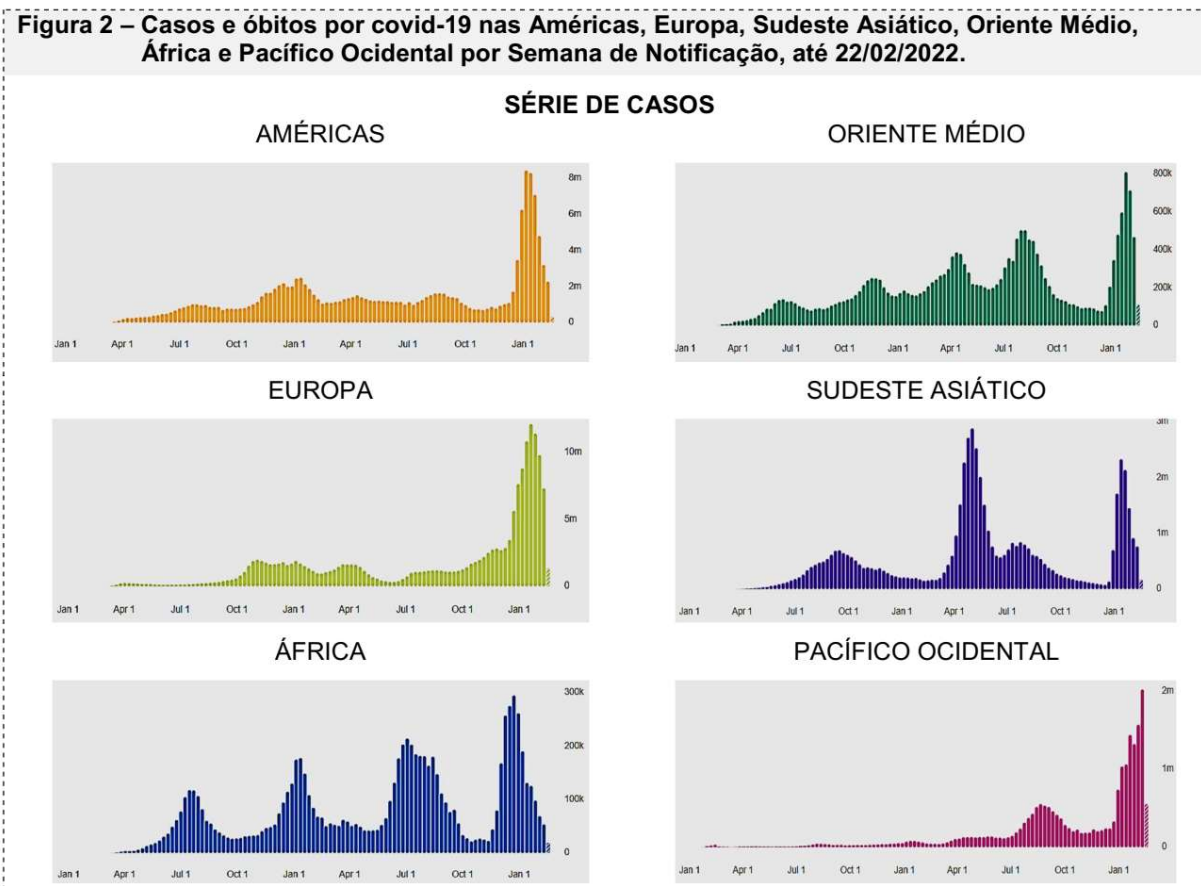 Figura 2 – Casos e óbitos por covid-19 nas Américas, Europa, Sudeste Asiático, Oriente Médio,
África e Pacífico Ocidental por Semana de Notificação, até 22/02/2022.
SÉRIE DE CASOS
AMÉRICAS
8m
6m
4m
2m
0
Jan 1 Apr 1 Jul 1 Oct 1 Jan 1 Apr 1 Jul 1 Oct 1 Jan 1
ORIENTE MÉDIO
800k
600k
400k
200k
0
Jan 1 Apr 1 Jul 1 Oct 1 Jan 1 Apr 1 Jul 1 Oct 1 Jan 1
EUROPA
10m
5m
0
Jan 1 Apr 1 Jul 1 Oct 1 Jan 1 Apr 1 Jul 1 Oct 1 Jan 1
SUDESTE ASIÁTICO
3m
2m
1m
0
Jan 1 Apr 1 Jul 1 Oct 1 Jan 1 Apr 1 Jul 1 Oct 1 Jan 1
ÁFRICA
300k
200k
100k
0
Jan 1 Apr 1 Jul 1 Oct 1 Jan 1 Apr 1 Jul 1 Oct 1 Jan 1
PACÍFICO OCIDENTAL
2m
1m
0
Jan 1 Apr 1 Jul 1 Oct 1 Jan 1 Apr 1 Jul 1 Oct 1 Jan 1